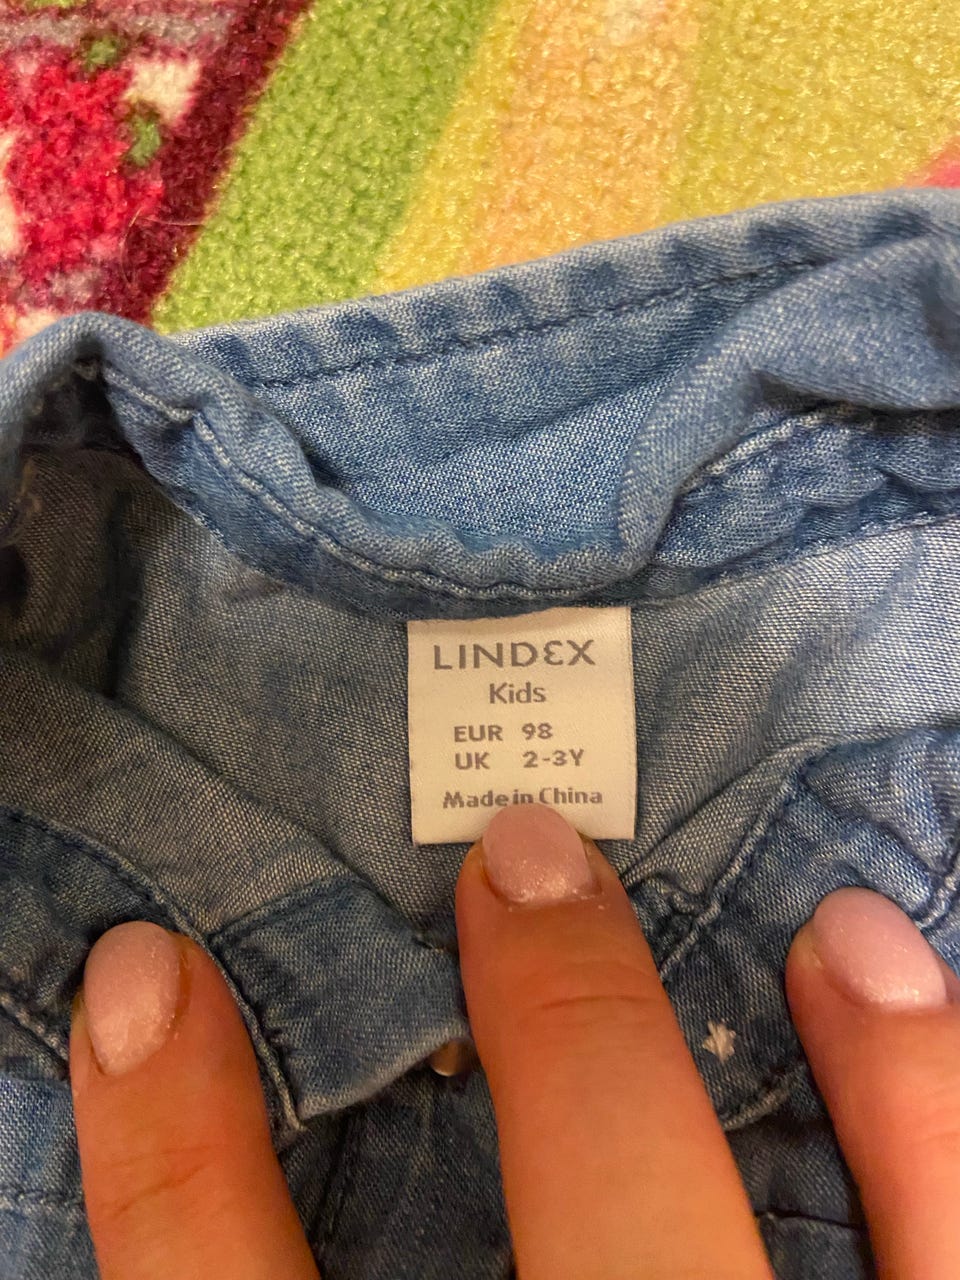 LINDEX
Kids
EUR 98
UK 2-3Y
Made in China